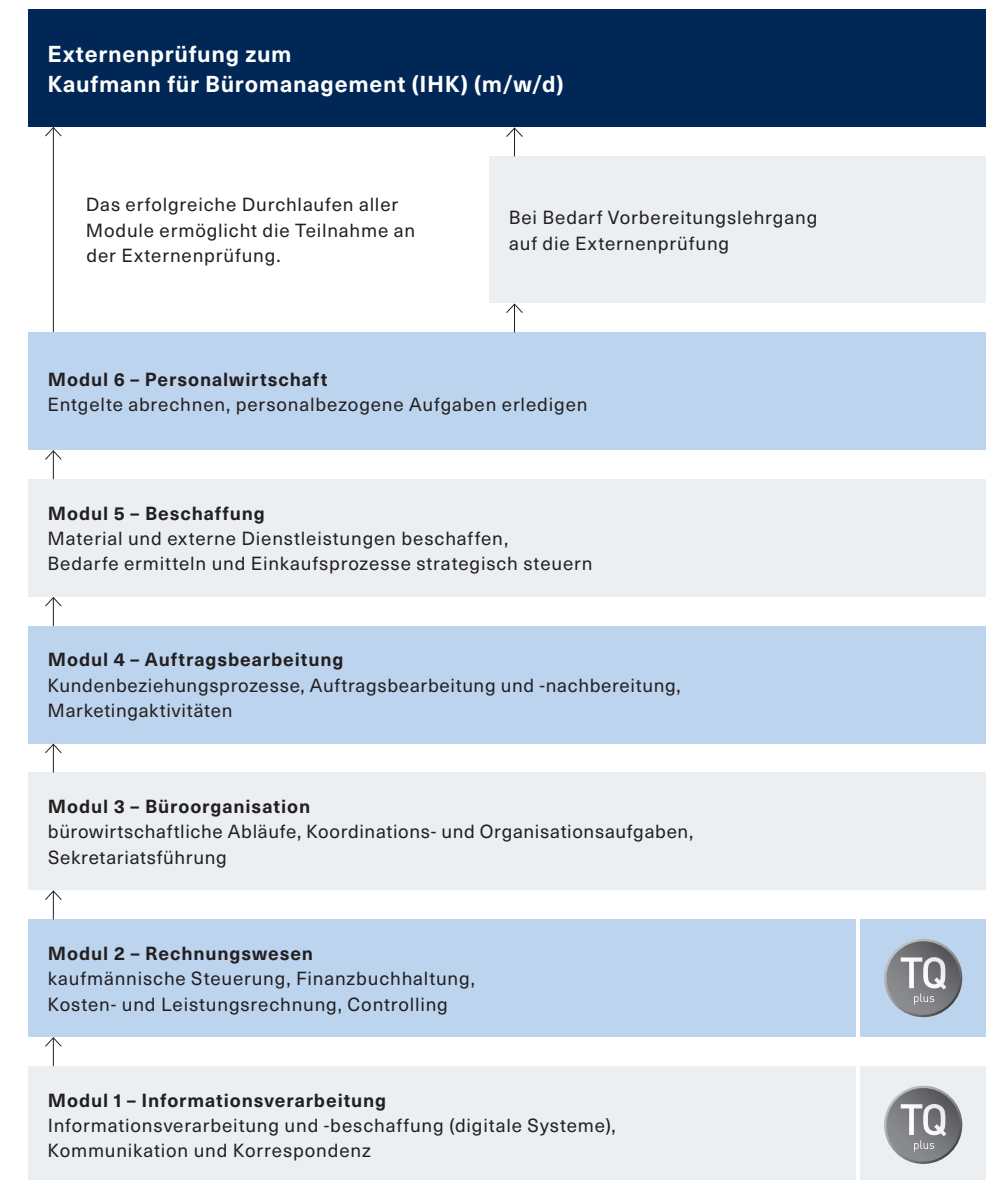 Externenprüfung zum
Kaufmann für Büromanagement (IHK) (m/w/d)
Das erfolgreiche Durchlaufen aller
Module ermöglicht die Teilnahme an
der Externenprüfung.
Bei Bedarf Vorbereitungslehrgang
auf die Externenprüfung
Modul 6 – Personalwirtschaft
Entgelte abrechnen, personalbezogene Aufgaben erledigen
Modul 5 – Beschaffung
Material und externe Dienstleistungen beschaffen,
Bedarfe ermitteln und Einkaufsprozesse strategisch steuern
Modul 4 – Auftragsbearbeitung
Kundenbeziehungsprozesse, Auftragsbearbeitung und -nachbereitung,
Marketingaktivitäten
Modul 3 – Büroorganisation
bürowirtschaftliche Abläufe, Koordinations- und Organisationsaufgaben,
Sekretariatsführung
Modul 2 – Rechnungswesen
kaufmännische Steuerung, Finanzbuchhaltung,
Kosten- und Leistungsrechnung, Controlling
TQ
plus
Modul 1 – Informationsverarbeitung
Informationsverarbeitung und -beschaffung (digitale Systeme),
Kommunikation und Korrespondenz
TQ
plus